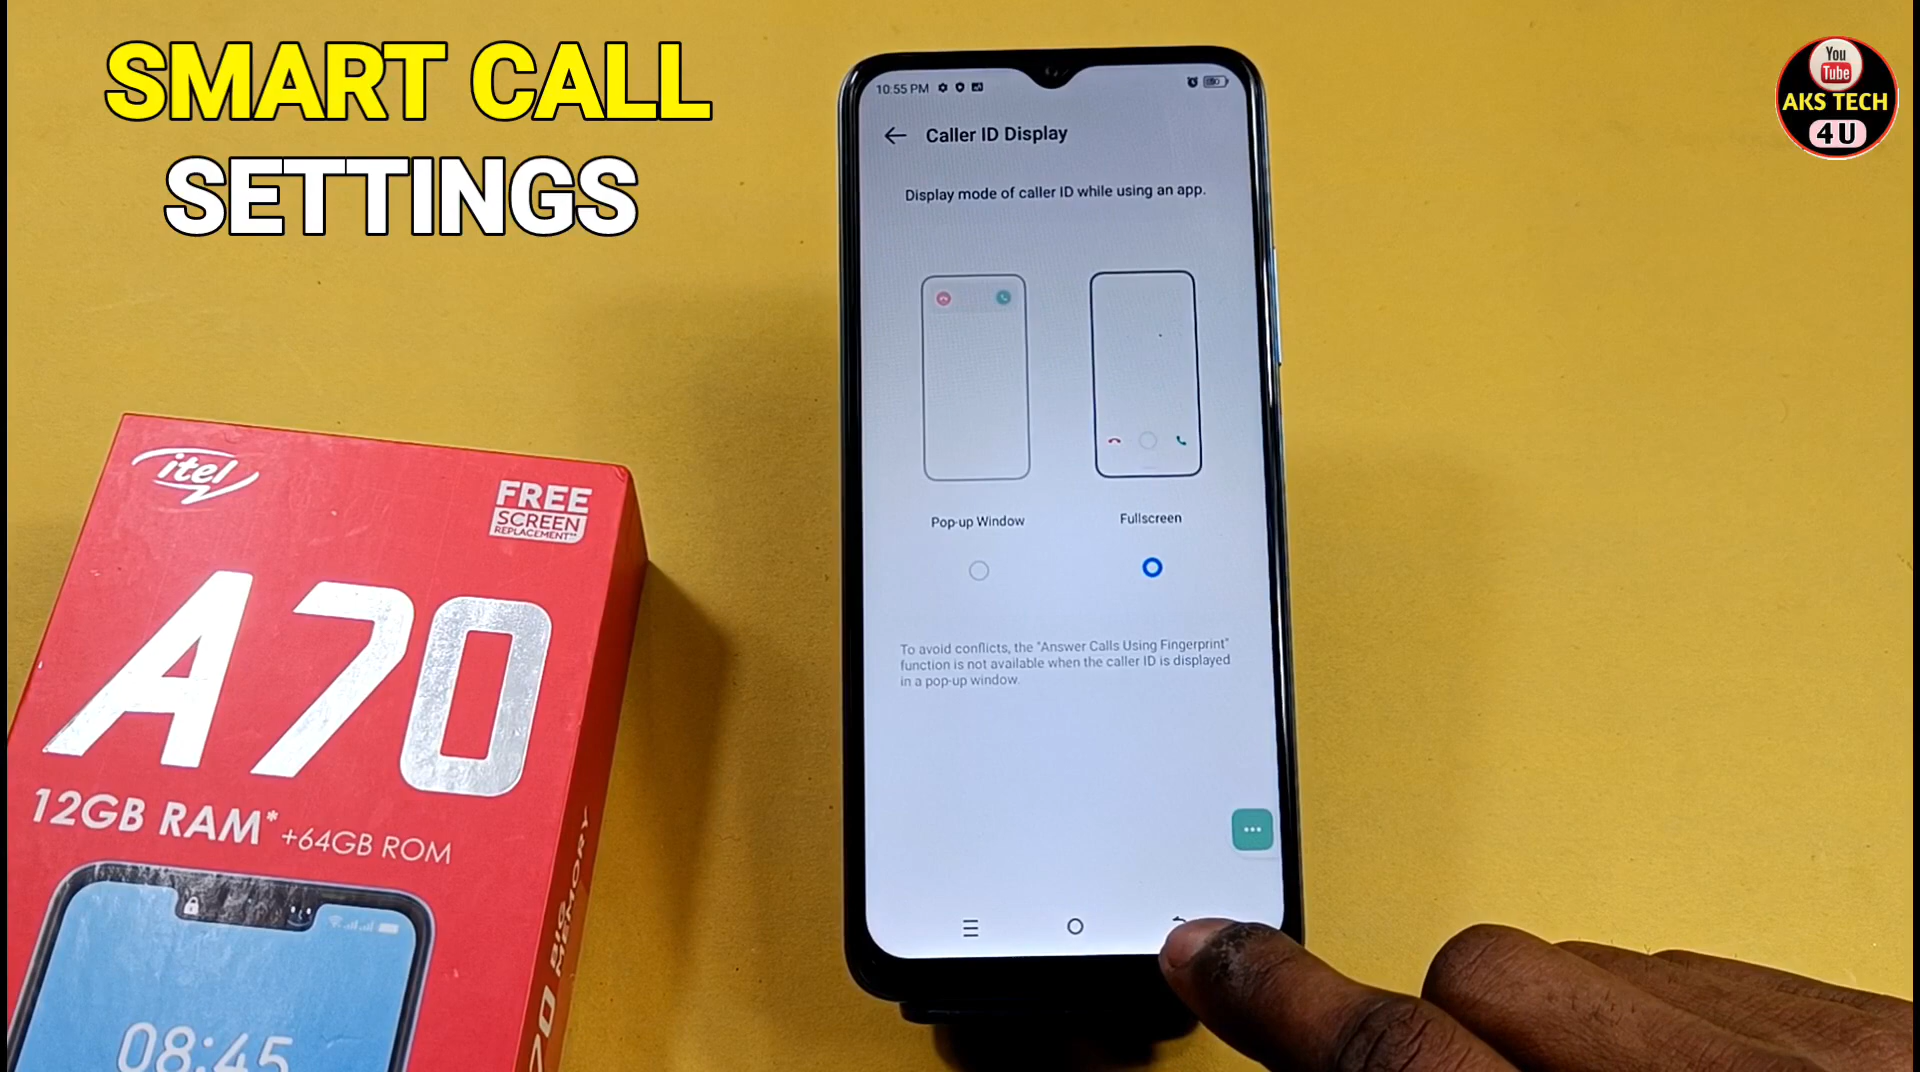 SMART CALL
SETTINGS
You
Tube
AKS TECH
4U
10:55 PM
Caller ID Display
Display mode of caller ID while using an app.
Pop-up Window
Fullscreen
To avoid conflicts, the "Answer Calls Using Fingerprint"
function is not available when the caller ID is displayed
in a pop-up window.
itel
FREE
SCREEN
REPLACEMENT**
A70
12GB RAM* +64GB ROM
08:45
BIG
MEMORY